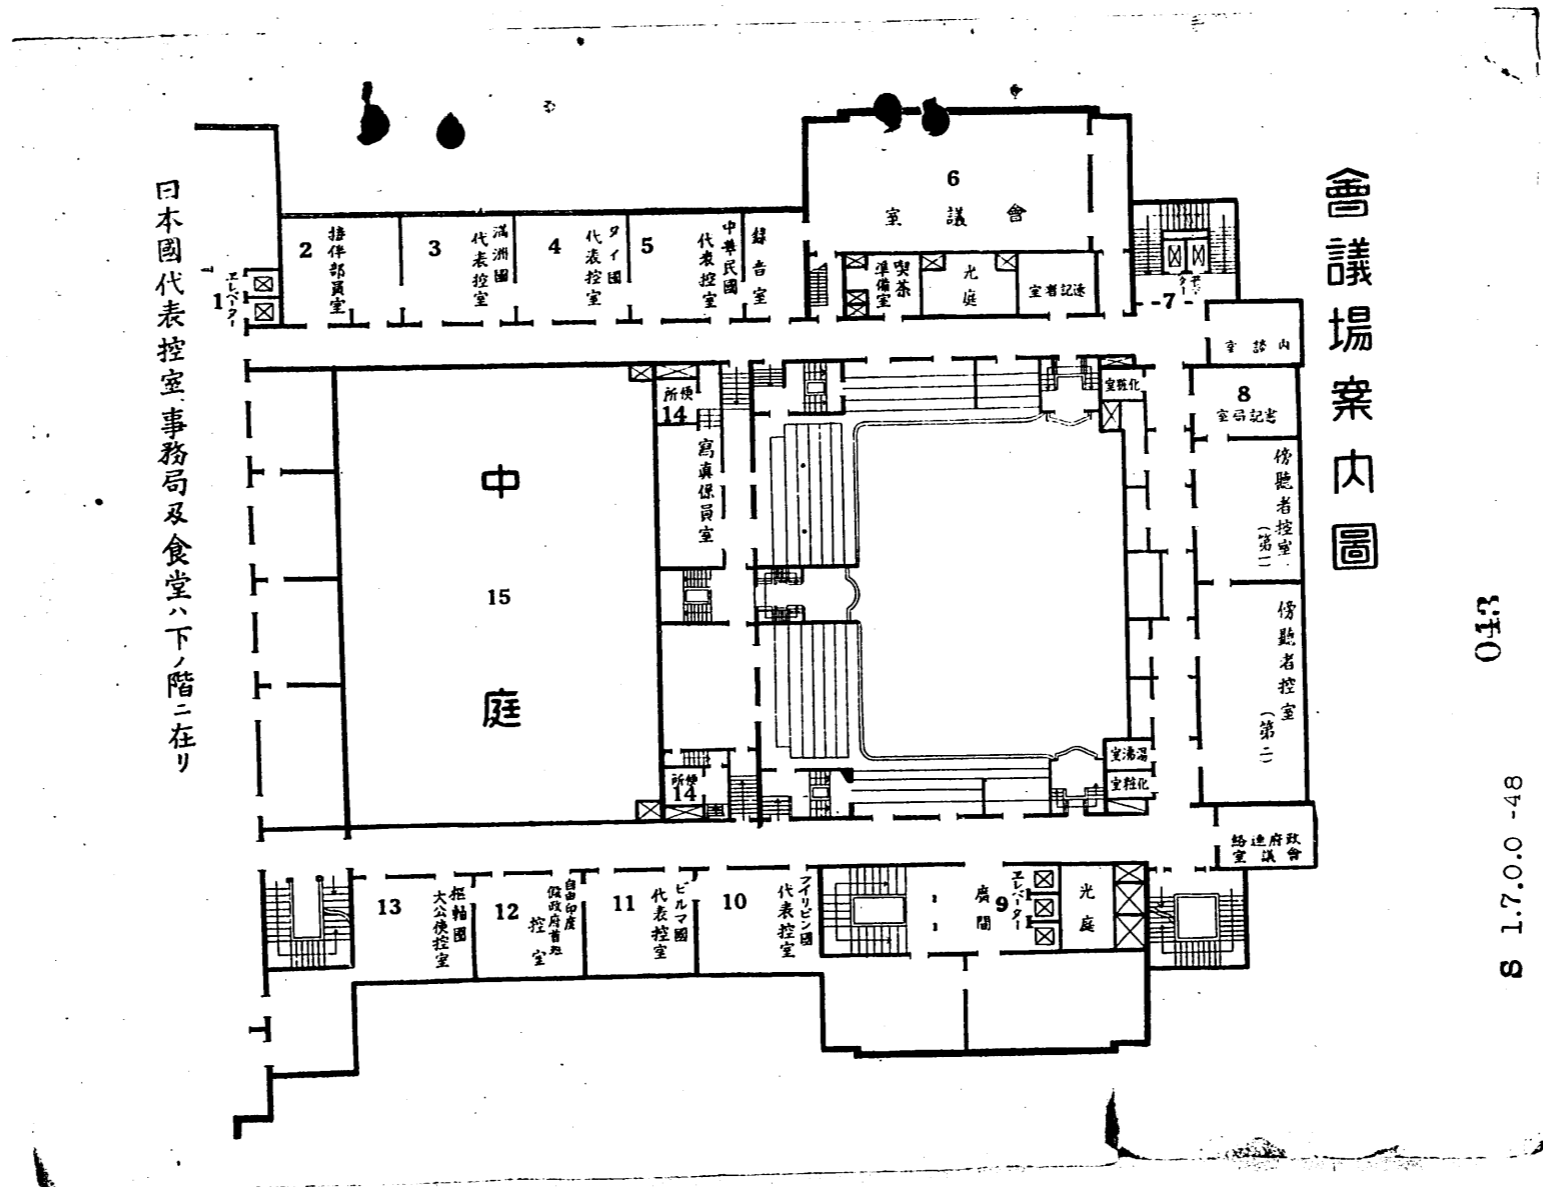 會議場案内圖
043
S 1.7.0.0-48
6
會議室
2
接伴部員室
3
滿洲國
代表控室
4
タイ國
代表控室
5
中華民國
代表控室
錄音室
喫茶
準備室
光庭
速記者室
エレベーター
1
7
內談室
8
書記局室
化粧室
便所
14
寫真係員室
傍聽者控室
(第一)
中庭
15
傍聽者控室
(第二)
湯沸室
化粧室
便所
14
政府連絡
會議室
13
樞軸國
大公使控室
12
自由印度
假政府首班
控室
11
ビルマ國
代表控室
10
フイリピン國
代表控室
廣間
9
エレベーター
光庭
日本國代表控室、事務局及食堂ハ下ノ階ニ在リ